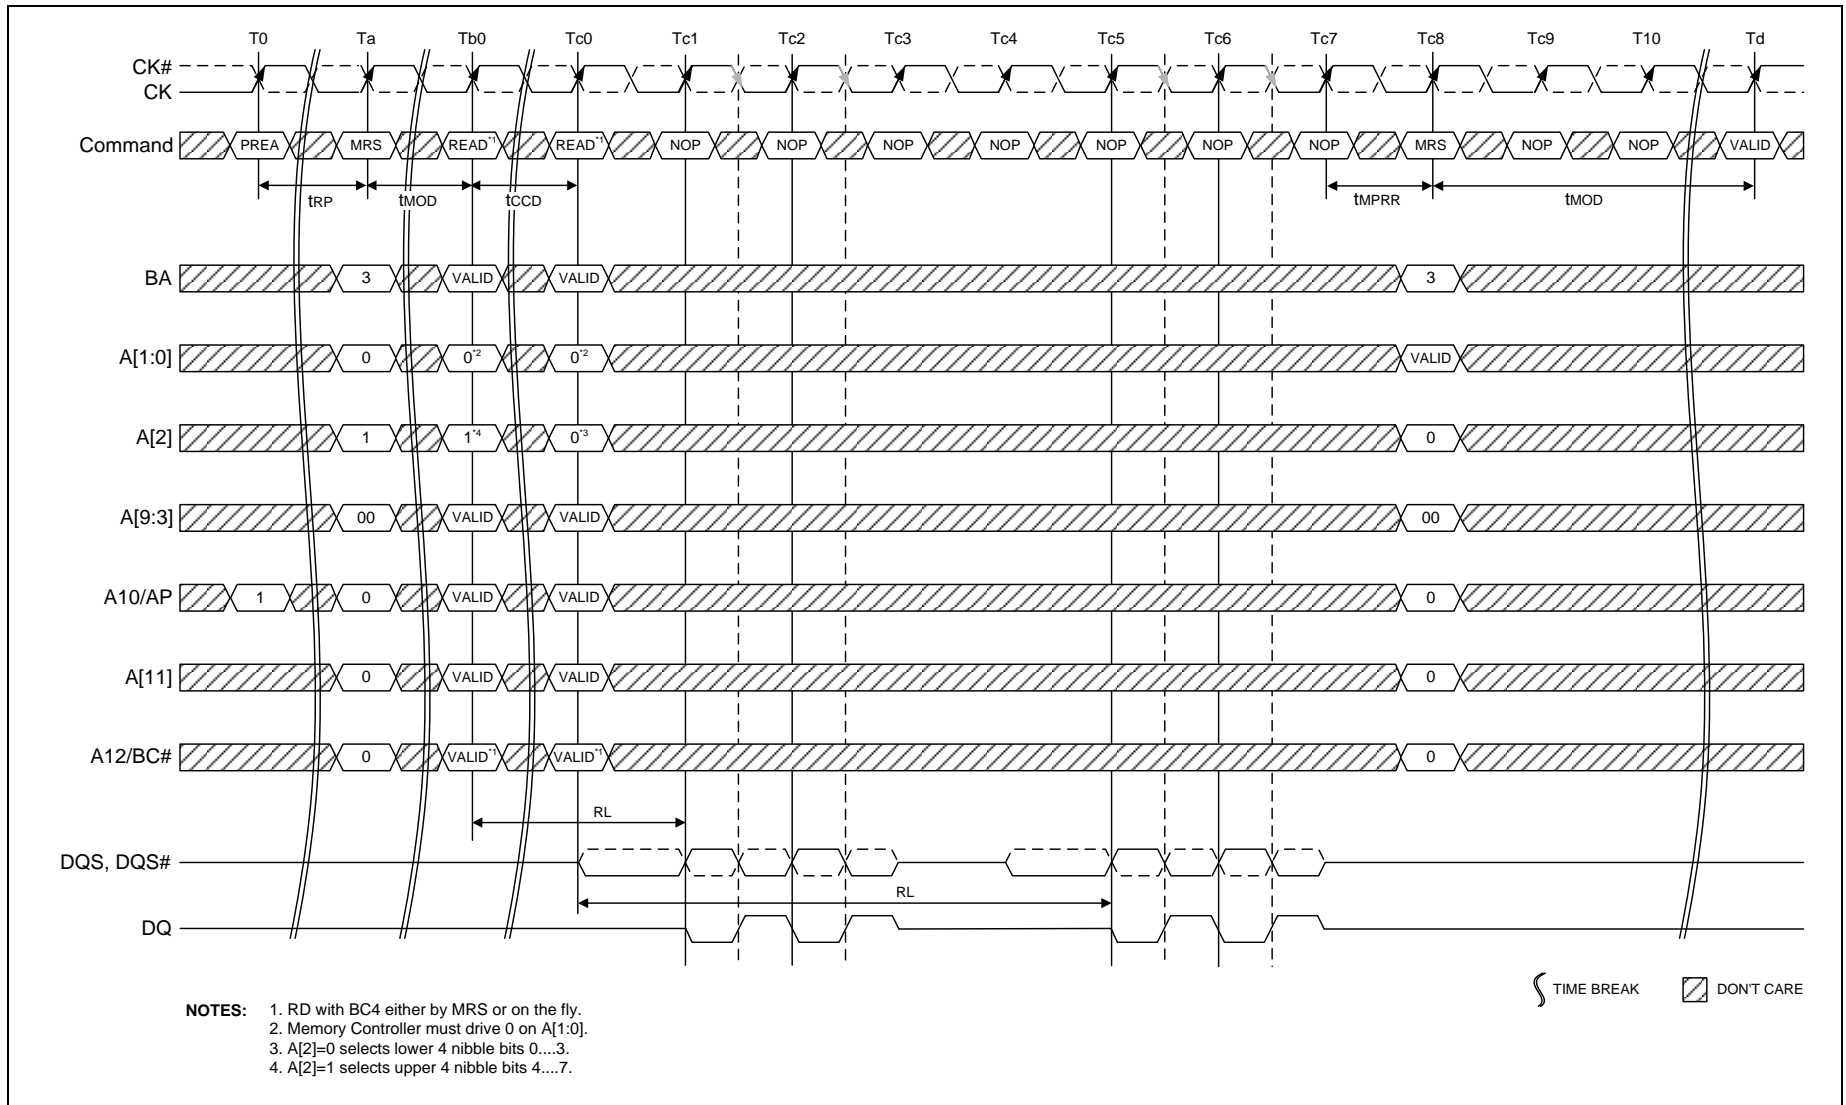 T0 Ta Tb0 Tc0 Tc1 Tc2 Tc3 Tc4 Tc5 Tc6 Tc7 Tc8 Tc9 T10 Td
CK#
CK
Command PREA MRS READ*1 READ*1 NOP NOP NOP NOP NOP NOP NOP MRS NOP NOP VALID
tRP tMOD tCCD tMPRR tMOD
BA 3 VALID VALID 3
A[1:0] 0 0*2 0*2 VALID
A[2] 1 1*4 0*3 0
A[9:3] 00 VALID VALID 00
A10/AP 1 0 VALID VALID 0
A[11] 0 VALID VALID 0
A12/BC# 0 VALID*1 VALID*1 0
RL
DQS, DQS#
RL
DQ
TIME BREAK DON'T CARE
NOTES: 1. RD with BC4 either by MRS or on the fly.
2. Memory Controller must drive 0 on A[1:0].
3. A[2]=0 selects lower 4 nibble bits 0....3.
4. A[2]=1 selects upper 4 nibble bits 4....7.